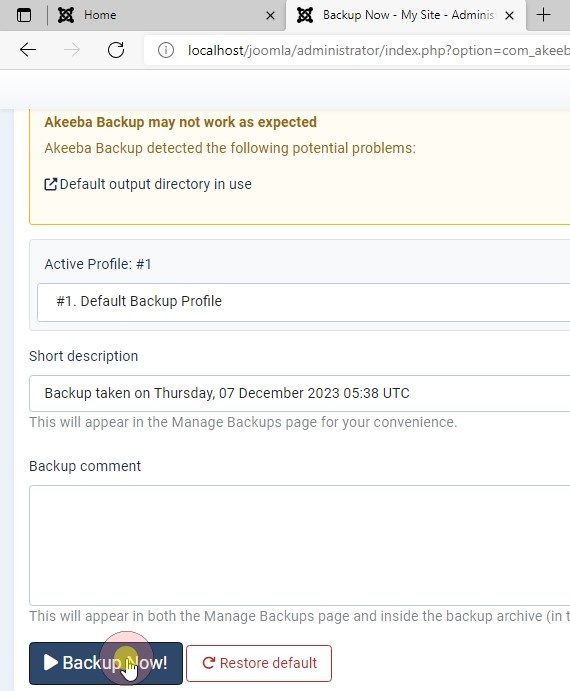 Home
Backup Now - My Site - Adminis
localhost/joomla/administrator/index.php?option=com_akeeb
Akeeba Backup may not work as expected
Akeeba Backup detected the following potential problems:
Default output directory in use
Active Profile: #1
#1. Default Backup Profile
Short description
Backup taken on Thursday, 07 December 2023 05:38 UTC
This will appear in the Manage Backups page for your convenience.
Backup comment
This will appear in both the Manage Backups page and inside the backup archive (in t
Backup Now!
Restore default